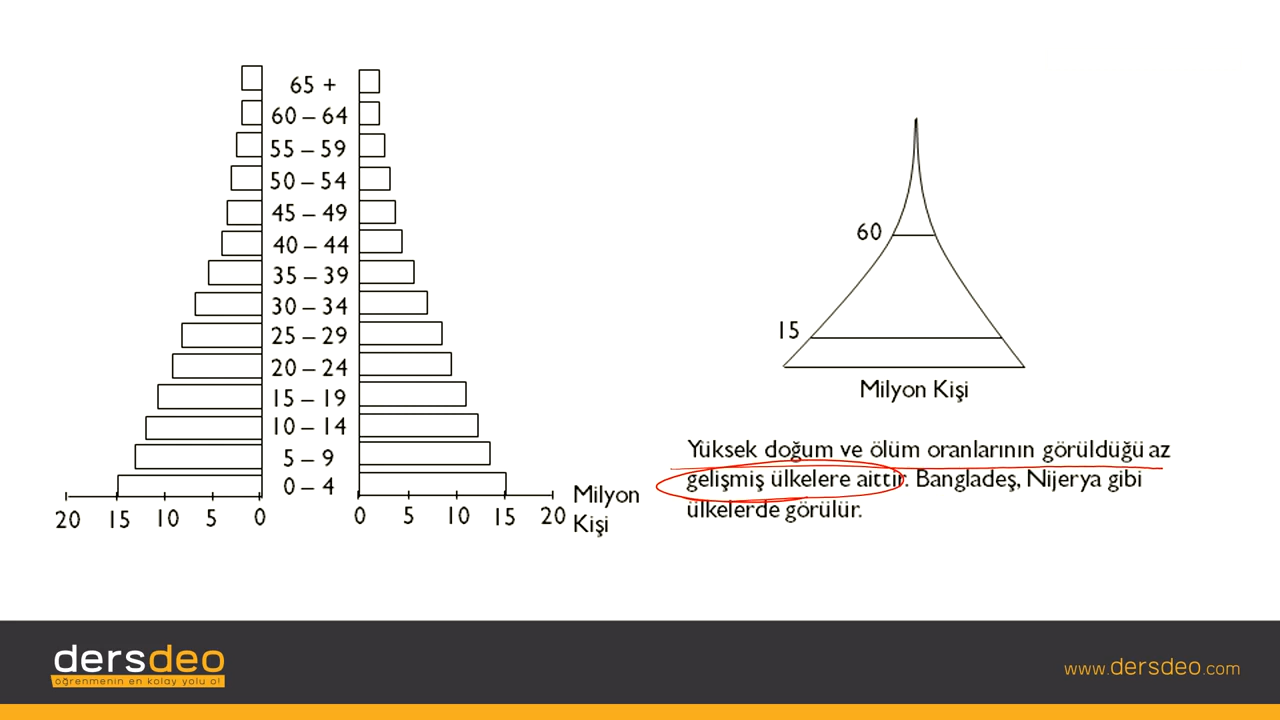 65 +
60 – 64
55 – 59
50 – 54
45 – 49
40 – 44
35 – 39
30 – 34
25 – 29
20 – 24
15 – 19
10 – 14
5 – 9
0 – 4
20 15 10 5 0
0 5 10 15 20
Milyon
Kişi
60
15
Milyon Kişi
Yüksek doğum ve ölüm oranlarının görüldüğü az
gelişmiş ülkelere aittir. Bangladeş, Nijerya gibi
ülkelerde görülür.
dersdeo
öğrenmenin en kolay yolu o!
www.dersdeo.com